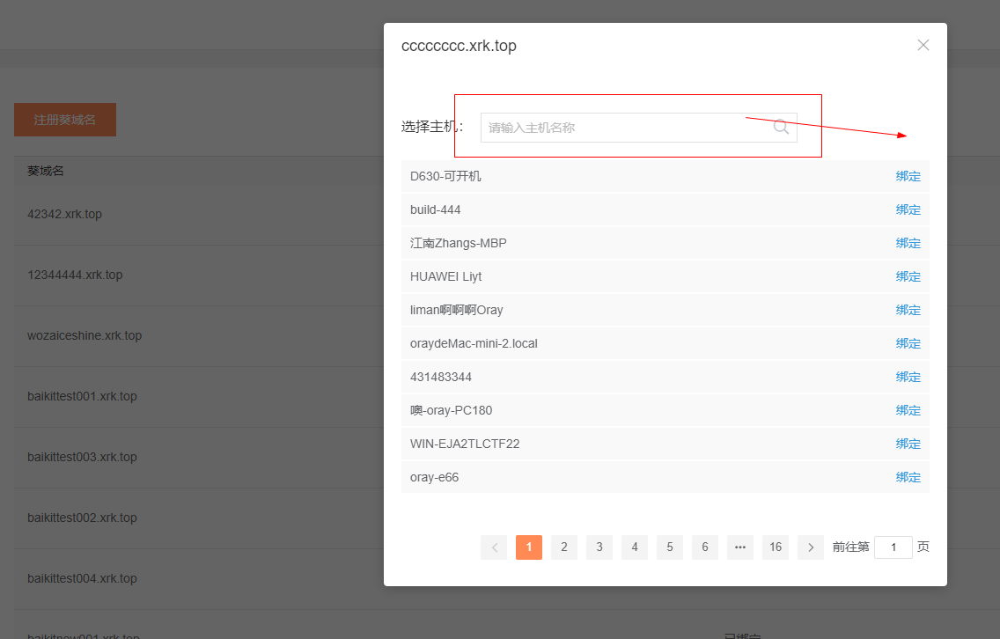 cccccccc.xrk.top
注册葵域名
选择主机：
请输入主机名称
葵域名
D630-可开机 绑定
build-444 绑定
42342.xrk.top
江南Zhangs-MBP 绑定
12344444.xrk.top
HUAWEI Liyt 绑定
liman啊啊啊Oray 绑定
wozaiceshine.xrk.top
oraydeMac-mini-2.local 绑定
431483344 绑定
baikittest001.xrk.top
噢-oray-PC180 绑定
WIN-EJA2TLCTF22 绑定
baikittest003.xrk.top
oray-e66 绑定
baikittest002.xrk.top
< 1 2 3 4 5 6 ••• 16 > 前往第 1 页
baikittest004.xrk.top
baikitnew001.xrk.top 已绑定